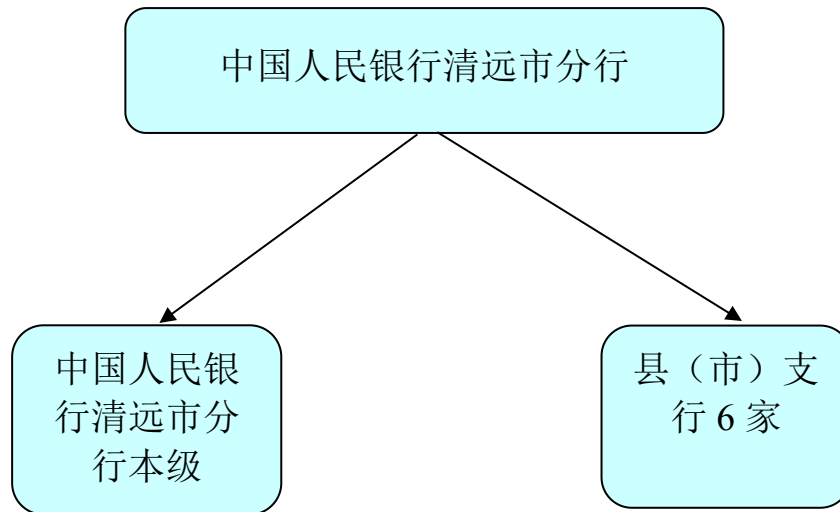 中国人民银行清远市分行
中国人民银
行清远市分
行本级
县（市）支
行 6 家